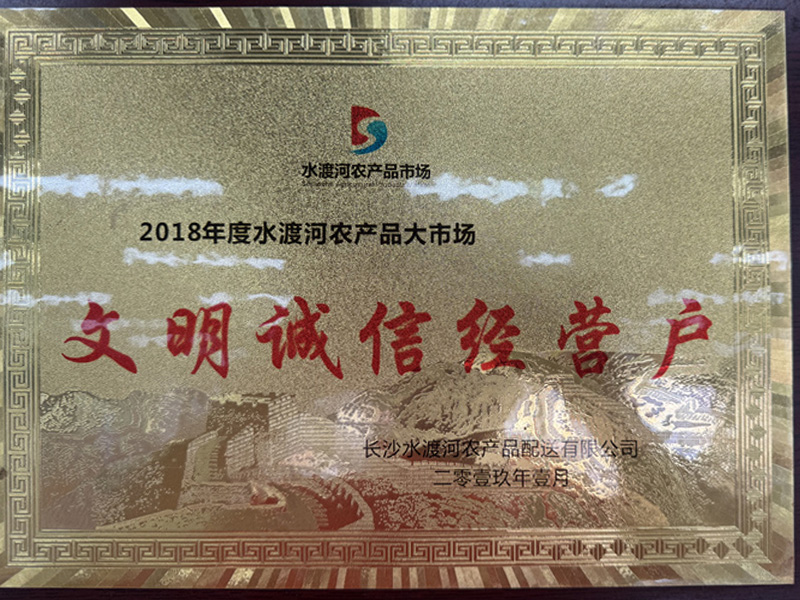 水渡河农产品市场
2018年度水渡河农产品大市场
文明诚信经营户
长沙水渡河农产品配送有限公司
二零壹玖年壹月